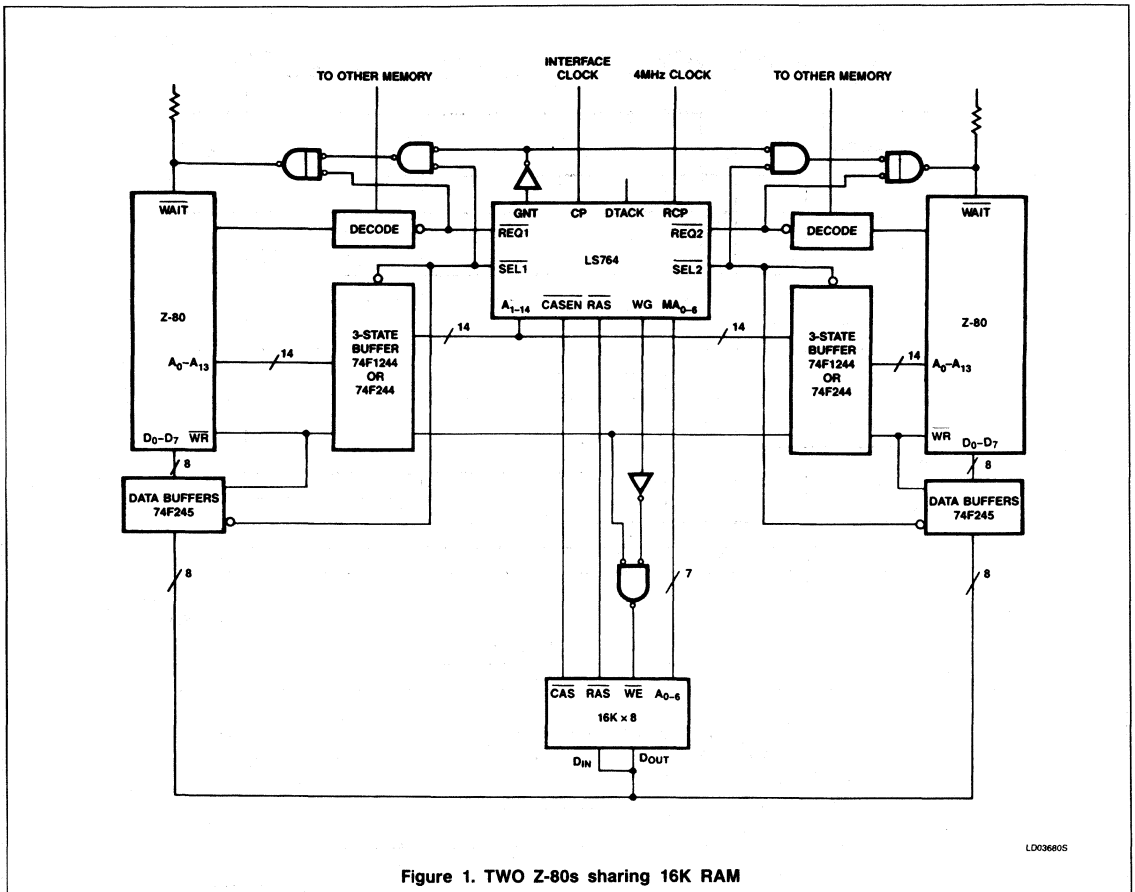 INTERFACE
CLOCK
4MHz CLOCK
TO OTHER MEMORY
TO OTHER MEMORY
WAIT
GNT CP DTACK RCP
WAIT
DECODE
REQ1
REQ2
DECODE
LS764
SEL1
SEL2
A1-14 CASEN RAS WG MA0-6
Z-80
3-STATE
BUFFER
74F1244
OR
74F244
14
14
3-STATE
BUFFER
74F1244
OR
74F244
Z-80
A0-A13
14
14
A0-A13
D0-D7 WR
WR
D0-D7
8
8
DATA BUFFERS
74F245
DATA BUFFERS
74F245
8
7
8
CAS RAS WE A0-6
16K × 8
DIN DOUT
LD03680S
Figure 1. TWO Z-80s sharing 16K RAM